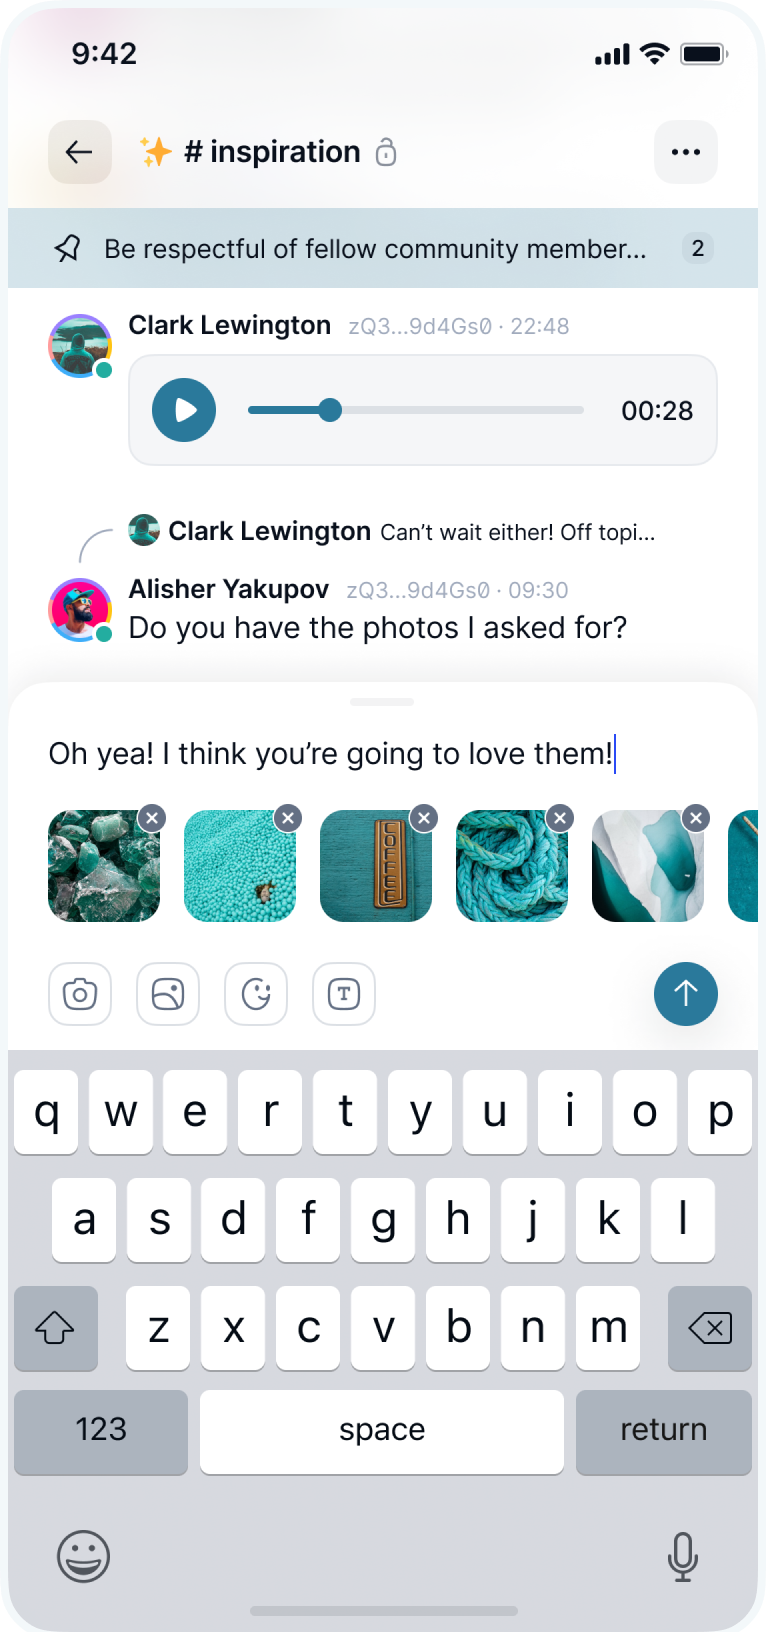 9:42
# inspiration
Be respectful of fellow community member... 2
Clark Lewington zQ3...9d4Gs0 · 22:48
00:28
Clark Lewington Can’t wait either! Off topi...
Alisher Yakupov zQ3...9d4Gs0 · 09:30
Do you have the photos I asked for?
Oh yea! I think you’re going to love them!
COFFEE
T
q w e r t y u i o p
a s d f g h j k l
z x c v b n m
123 space return